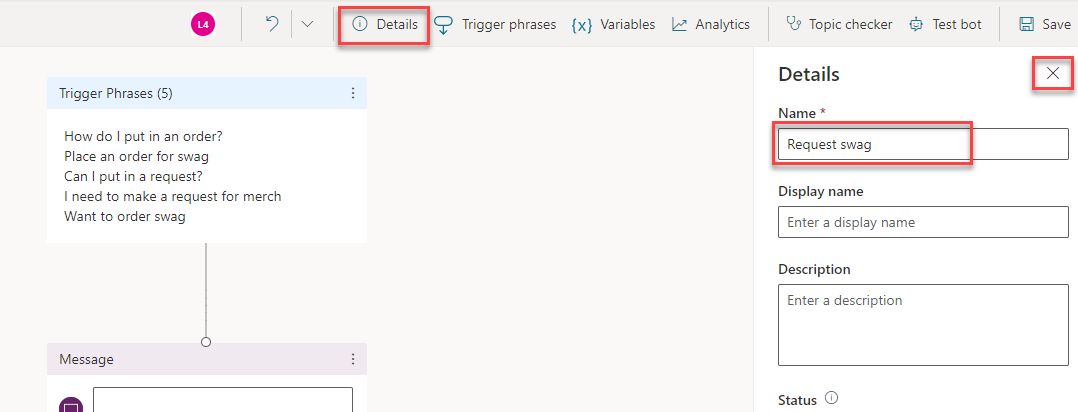 L4
Details
Trigger phrases
{x} Variables
Analytics
Topic checker
Test bot
Save
Trigger Phrases (5)
How do I put in an order?
Place an order for swag
Can I put in a request?
I need to make a request for merch
Want to order swag
Message
Details
Name *
Request swag
Display name
Enter a display name
Description
Enter a description
Status